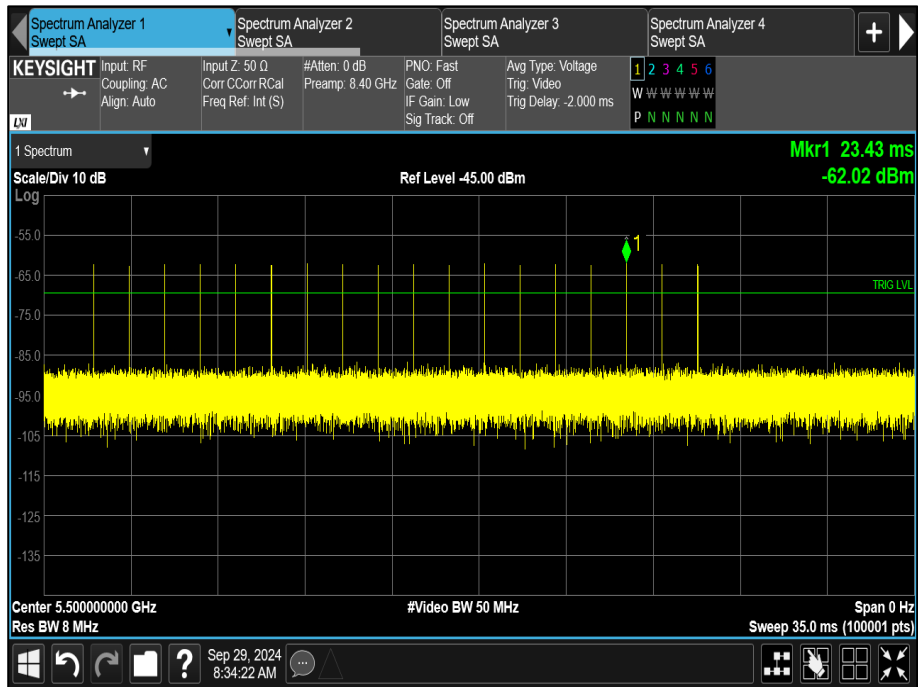 Spectrum Analyzer 1
Swept SA
Spectrum Analyzer 2
Swept SA
Spectrum Analyzer 3
Swept SA
Spectrum Analyzer 4
Swept SA
+
KEYSIGHT
LXI
Input: RF
Coupling: AC
Align: Auto
Input Z: 50 Ω
Corr CCorr RCal
Freq Ref: Int (S)
#Atten: 0 dB
Preamp: 8.40 GHz
PNO: Fast
Gate: Off
IF Gain: Low
Sig Track: Off
Avg Type: Voltage
Trig: Video
Trig Delay: -2.000 ms
1 2 3 4 5 6
W W W W W W
P N N N N N
1 Spectrum
Mkr1 23.43 ms
-62.02 dBm
Scale/Div 10 dB
Ref Level -45.00 dBm
Log
1
-55.0
-65.0
TRIG LVL
-75.0
-85.0
-95.0
-105
-115
-125
-135
Center 5.500000000 GHz
#Video BW 50 MHz
Span 0 Hz
Res BW 8 MHz
Sweep 35.0 ms (100001 pts)
?
Sep 29, 2024
8:34:22 AM